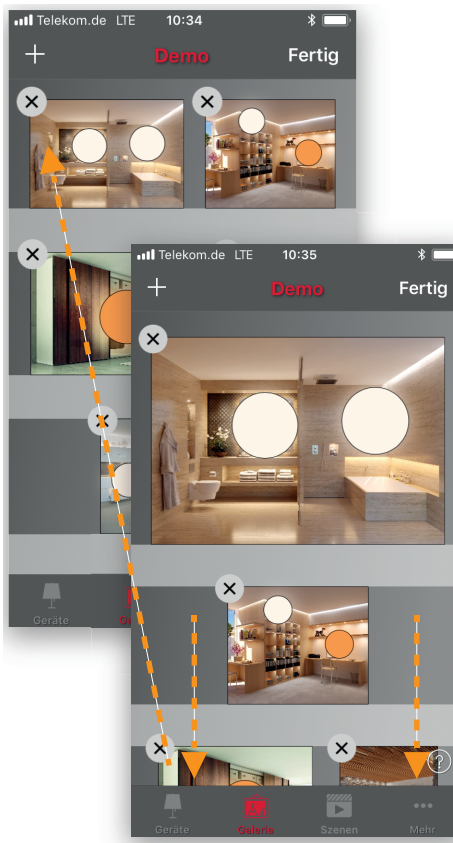 Telekom.de LTE 10:34
Demo Fertig
Telekom.de LTE 10:35
Demo Fertig
Geräte
Geräte Galerie Szenen Mehr
?